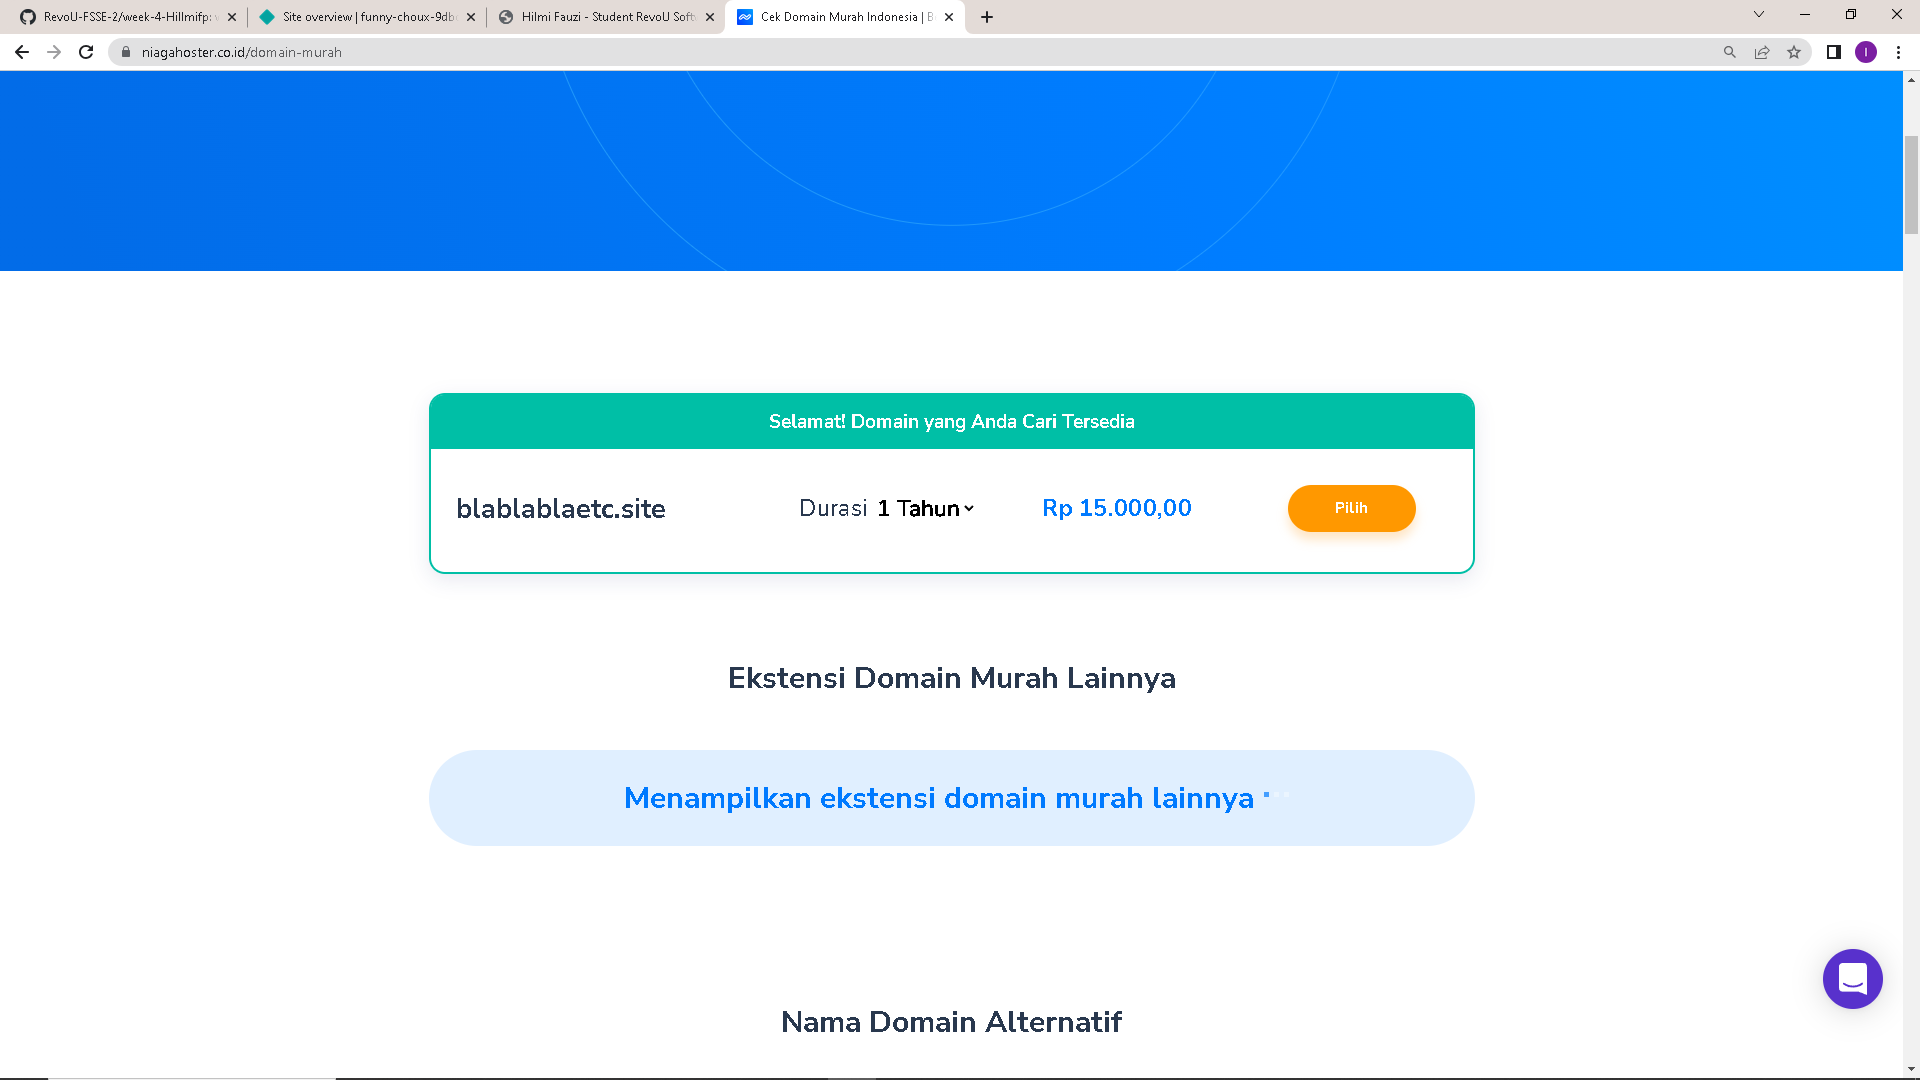 RevoU-FSSE-2/week-4-Hillmifp:
Site overview | funny-choux-9db
Hilmi Fauzi - Student RevoU Soft
Cek Domain Murah Indonesia | B
niagahoster.co.id/domain-murah
I
Selamat! Domain yang Anda Cari Tersedia
blablablaetc.site
Durasi 1 Tahun
Rp 15.000,00
Pilih
Ekstensi Domain Murah Lainnya
Menampilkan ekstensi domain murah lainnya
Nama Domain Alternatif